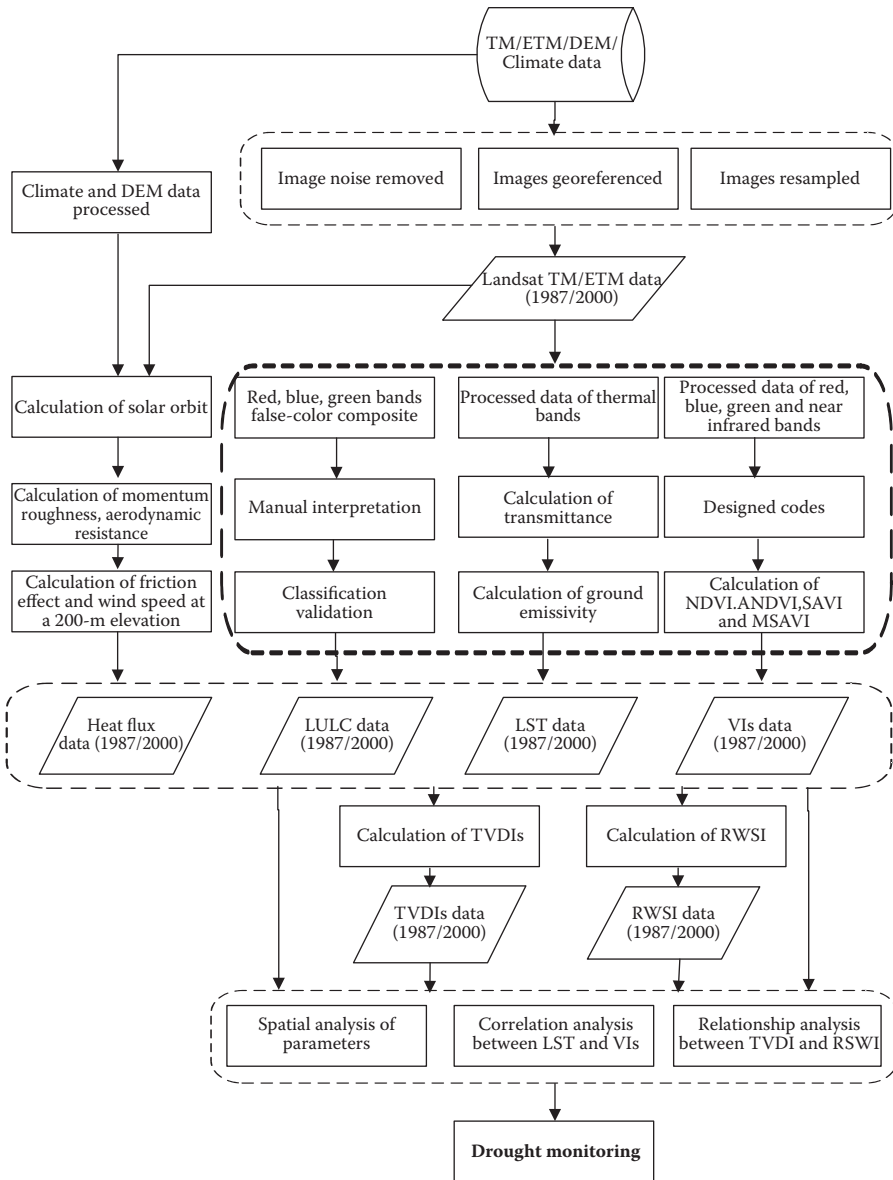 TM/ETM/DEM/
Climate data
Image noise removed
Images georeferenced
Images resampled
Climate and DEM data
processed
Landsat TM/ETM data
(1987/2000)
Calculation of solar orbit
Red, blue, green bands
false-color composite
Processed data of thermal
bands
Processed data of red,
blue, green and near
infrared bands
Calculation of momentum
roughness, aerodynamic
resistance
Manual interpretation
Calculation of
transmittance
Designed codes
Calculation of friction
effect and wind speed at
a 200-m elevation
Classification
validation
Calculation of ground
emissivity
Calculation of
NDVI.ANDVI,SAVI
and MSAVI
Heat flux
data (1987/2000)
LULC data
(1987/2000)
LST data
(1987/2000)
VIs data
(1987/2000)
Calculation of TVDIs
Calculation of RWSI
TVDIs data
(1987/2000)
RWSI data
(1987/2000)
Spatial analysis of
parameters
Correlation analysis
between LST and VIs
Relationship analysis
between TVDI and RSWI
Drought monitoring